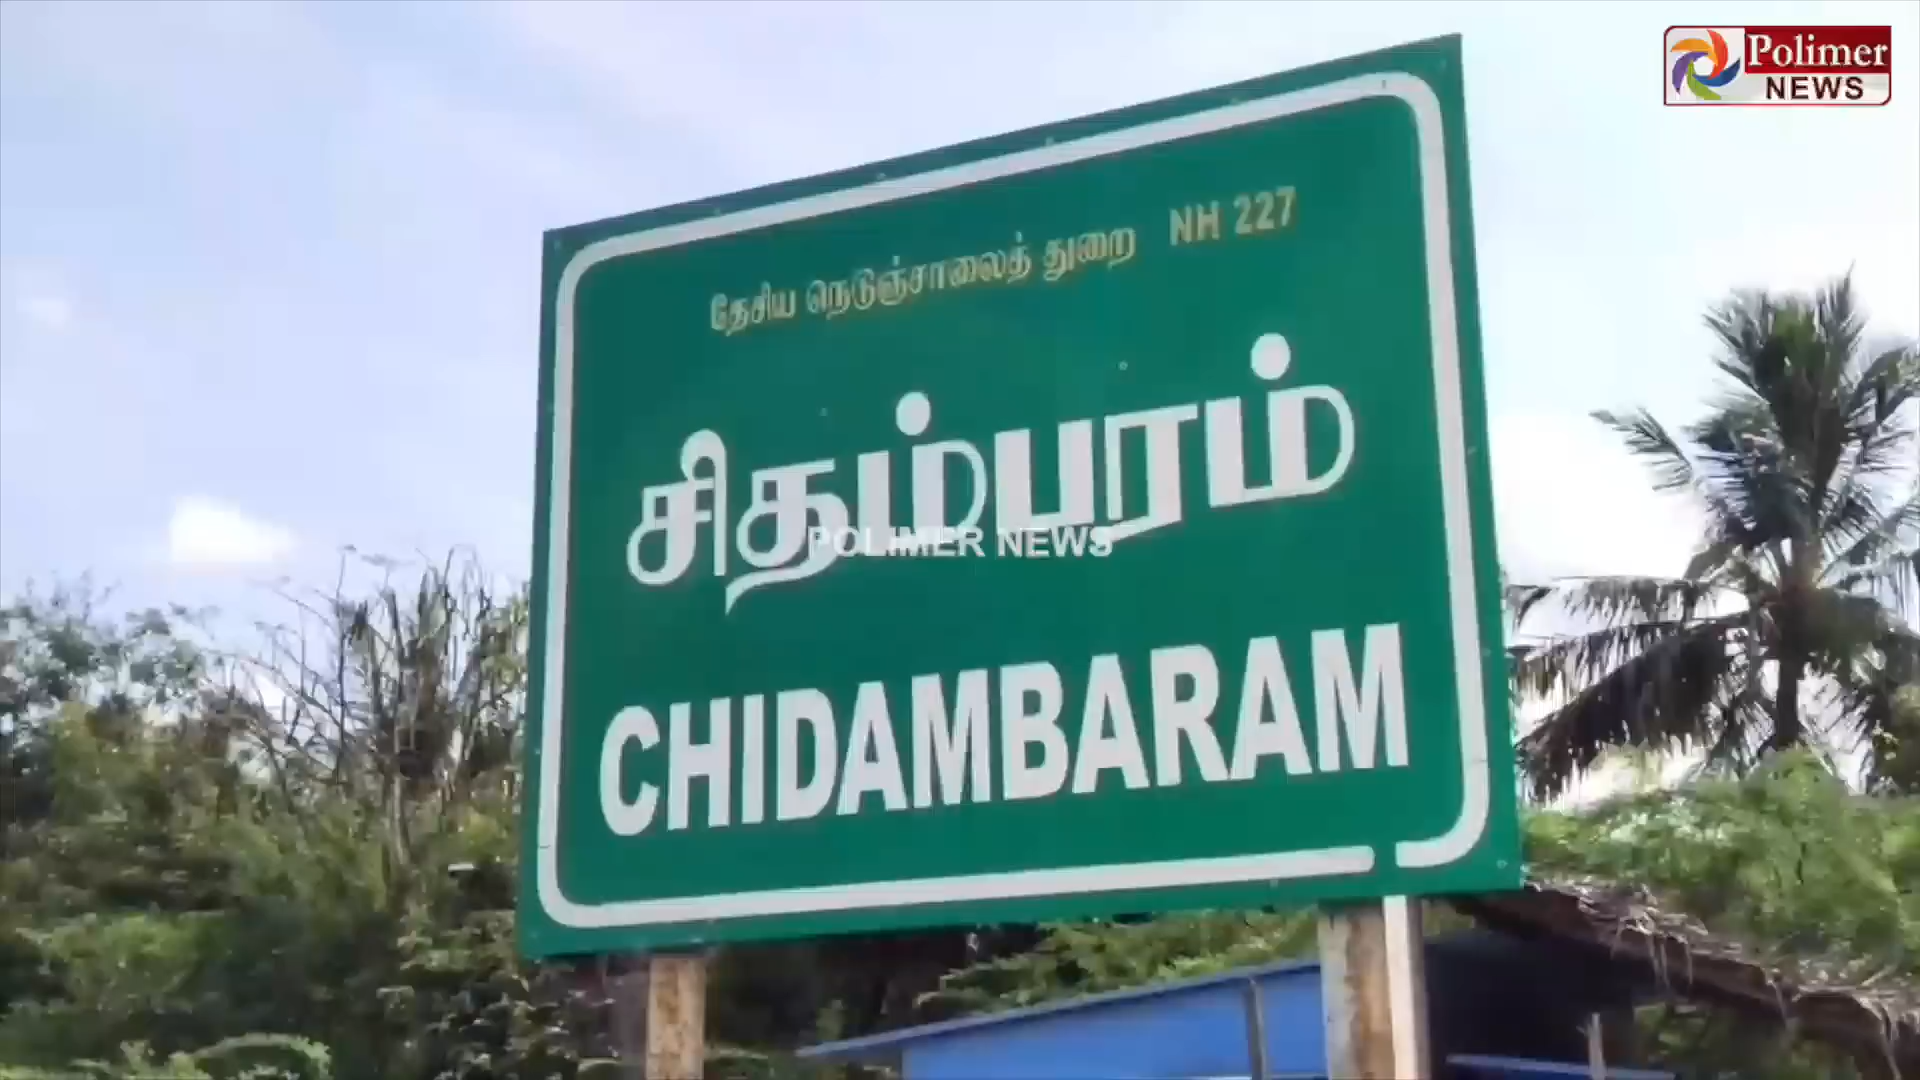 Polimer
NEWS
தேசிய நெடுஞ்சாலைத் துறை NH 227
சிதம்பரம்
POLIMER NEWS
CHIDAMBARAM